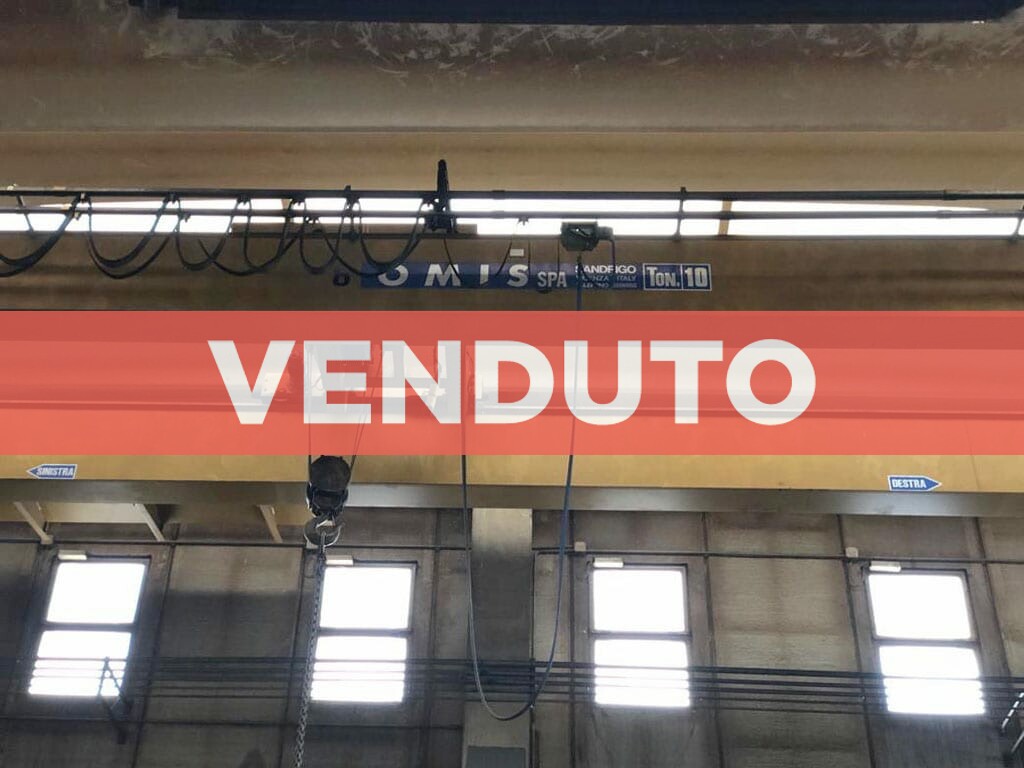 OMIS SPA SANDRIGO TON. 10
ITALY
VENDUTO
SINISTRA
DESTRA